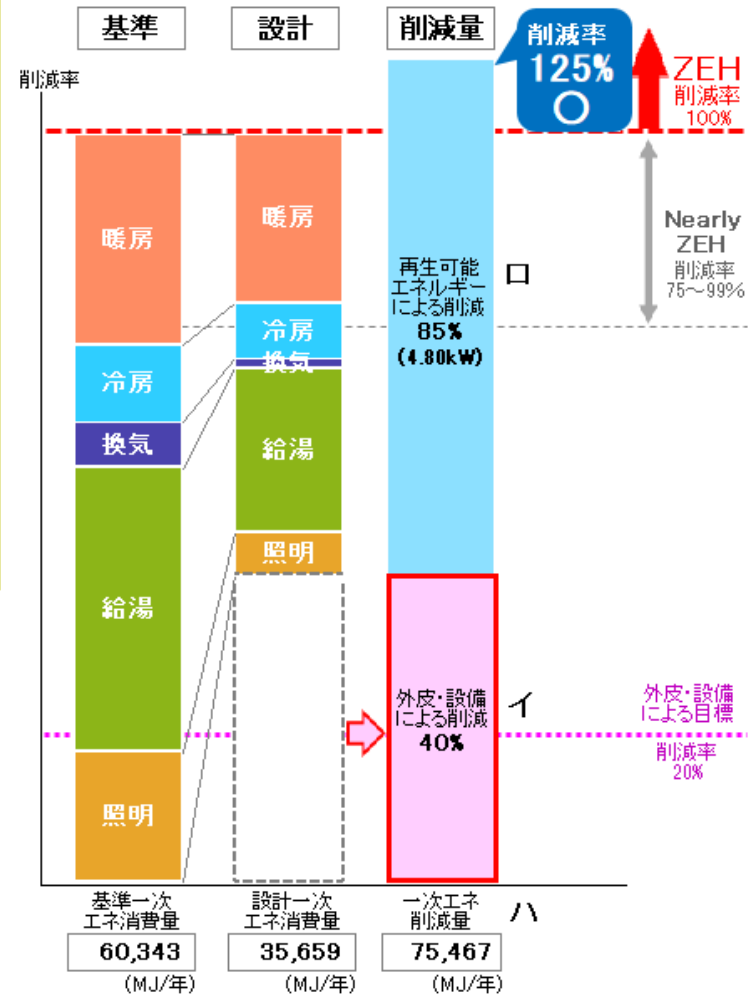 基準
設計
削減量
削減率
125%
○
ZEH
削減率
100%
削減率
暖房
冷房
換気
給湯
照明
暖房
冷房
換気
給湯
照明
再生可能
エネルギー
による削減
85%
(4.80kW)
ロ
外皮・設備
による削減
40%
イ
Nearly
ZEH
削減率
75～99%
外皮・設備
による目標
削減率
20%
基準一次
エネ消費量
60,343
(MJ/年)
設計一次
エネ消費量
35,659
(MJ/年)
一次エネ
削減量
75,467
(MJ/年)
ハ